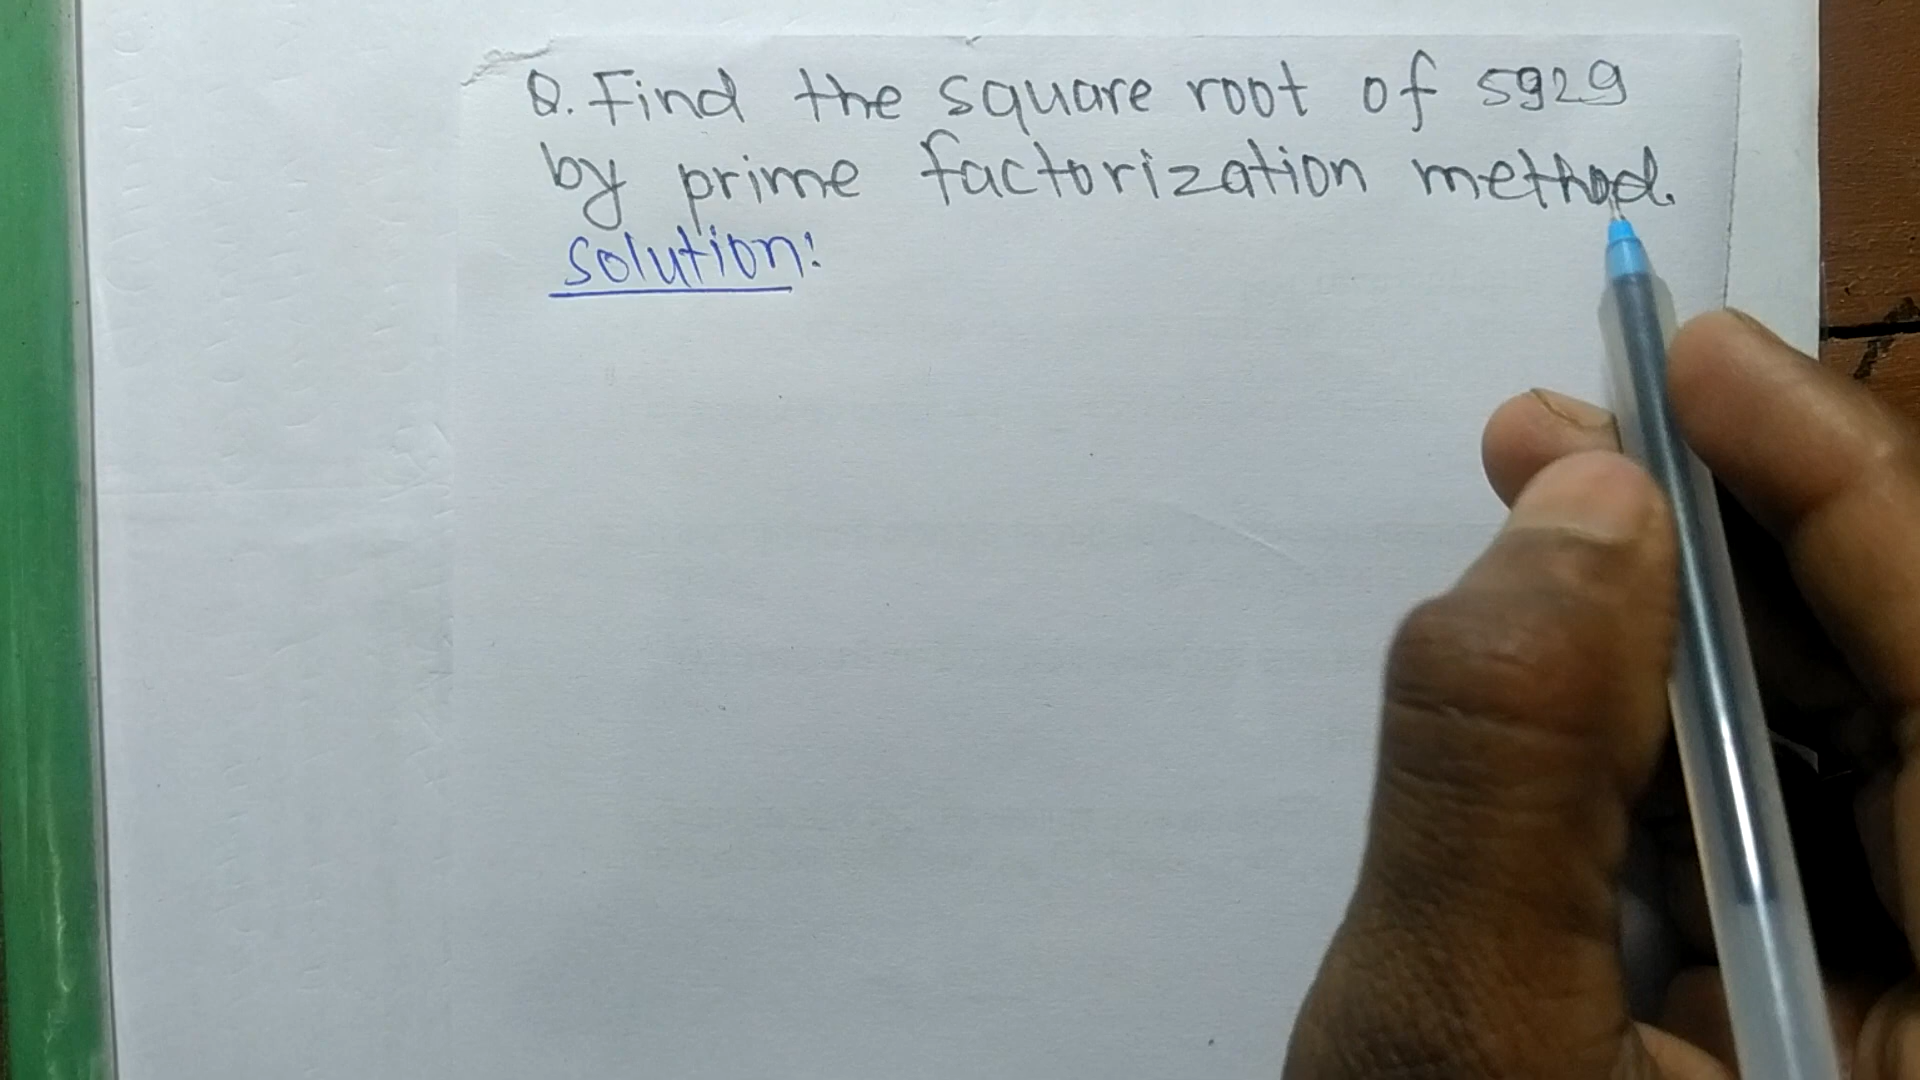 Q. Find the square root of 5929
by prime factorization method.
Solution: